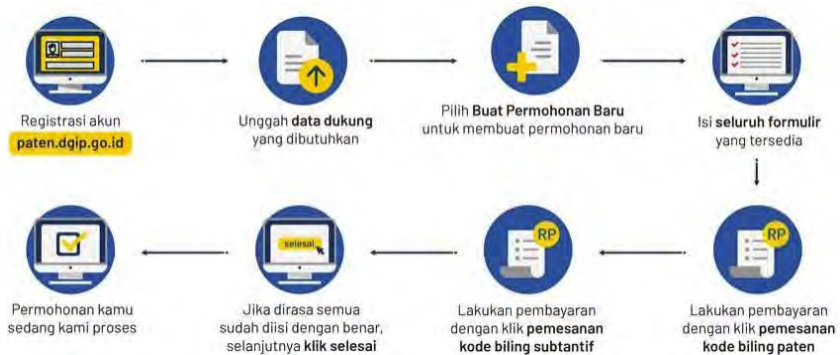 Registrasi akun
paten.dgip.go.id
Unggah data dukung
yang dibutuhkan
Pilih Buat Permohonan Baru
untuk membuat permohonan baru
Isi seluruh formulir
yang tersedia
RP
Lakukan pembayaran
dengan klik pemesanan
kode biling paten
RP
Lakukan pembayaran
dengan klik pemesanan
kode biling subtantif
selesai
Jika dirasa semua
sudah diisi dengan benar,
selanjutnya klik selesai
Permohonan kamu
sedang kami proses